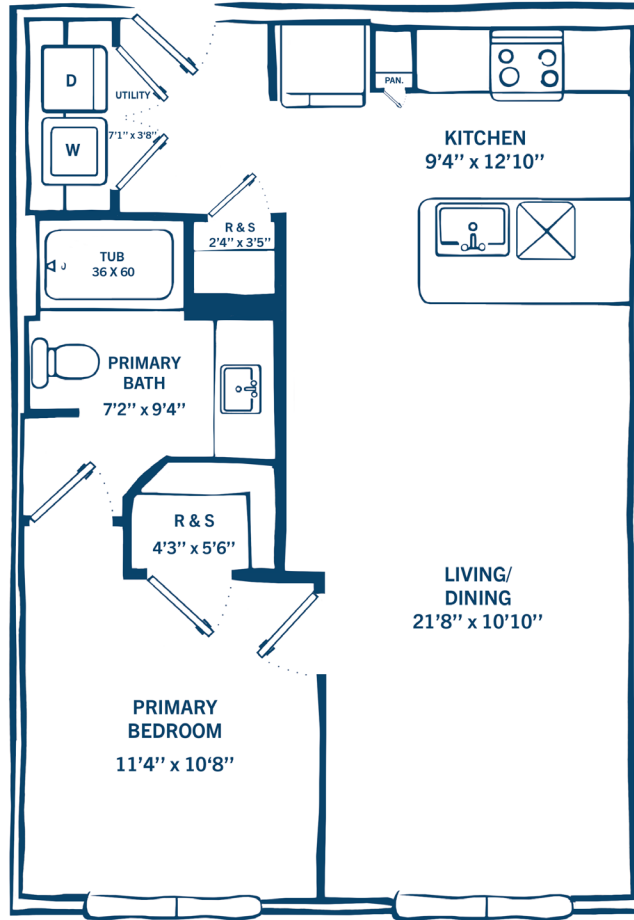 D
UTILITY
7'1" x 3'8"
W
PAN.
KITCHEN
9'4'' x 12'10''
R & S
2'4'' x 3'5''
TUB
36 X 60
PRIMARY
BATH
7'2'' x 9'4''
R & S
4'3'' x 5'6''
LIVING/
DINING
21'8'' x 10'10''
PRIMARY
BEDROOM
11'4'' x 10'8''